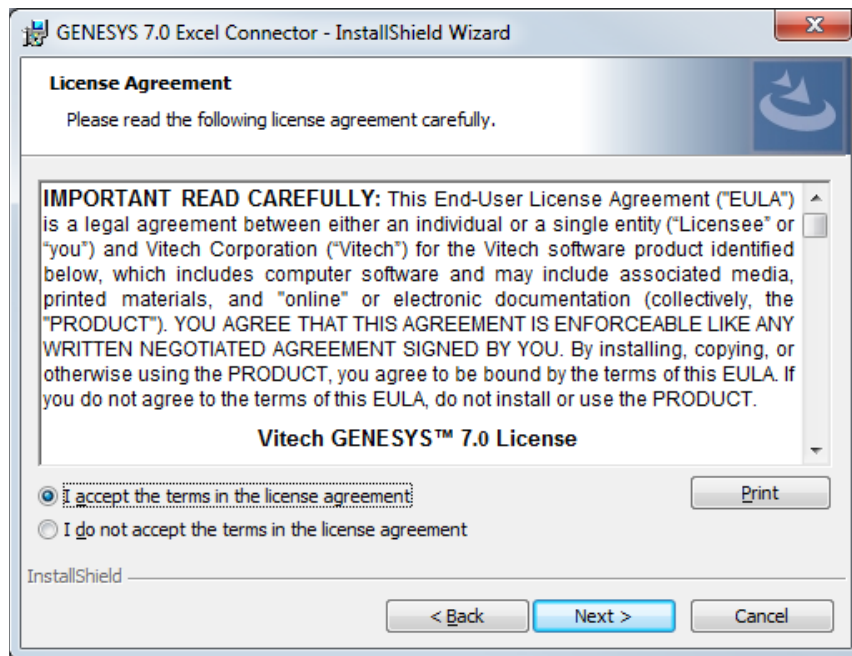 GENESYS 7.0 Excel Connector - InstallShield Wizard
License Agreement
Please read the following license agreement carefully.
IMPORTANT READ CAREFULLY: This End-User License Agreement ("EULA")
is a legal agreement between either an individual or a single entity (“Licensee” or
“you”) and Vitech Corporation (“Vitech”) for the Vitech software product identified
below, which includes computer software and may include associated media,
printed materials, and "online" or electronic documentation (collectively, the
"PRODUCT"). YOU AGREE THAT THIS AGREEMENT IS ENFORCEABLE LIKE ANY
WRITTEN NEGOTIATED AGREEMENT SIGNED BY YOU. By installing, copying, or
otherwise using the PRODUCT, you agree to be bound by the terms of this EULA. If
you do not agree to the terms of this EULA, do not install or use the PRODUCT.
Vitech GENESYS™ 7.0 License
I accept the terms in the license agreement
Print
I do not accept the terms in the license agreement
InstallShield
< Back
Next >
Cancel